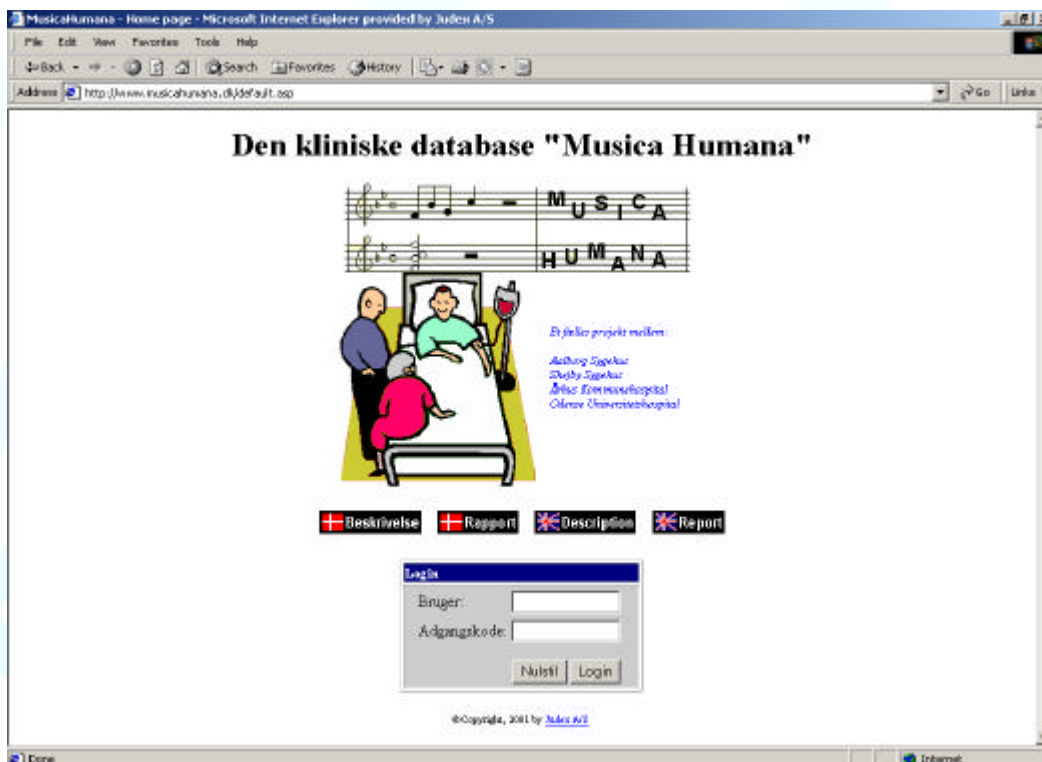 MusicaHumana - Home page - Microsoft Internet Explorer provided by Judex A/S
File Edit View Favorites Tools Help
Back Search Favorites History
Address http://www.musicahumana.dk/default.asp Go Links
Den kliniske database "Musica Humana"
MUSICA
HUMANA
Et fælles projekt mellem:
Aalborg Sygehus
Skejby Sygehus
Århus Kommunehospital
Odense Universitetshospital
Beskrivelse Rapport Description Report
Login
Bruger:
Adgangskode:
Nulstil Login
©Copyright, 2001 by Judex A/S
Done Internet